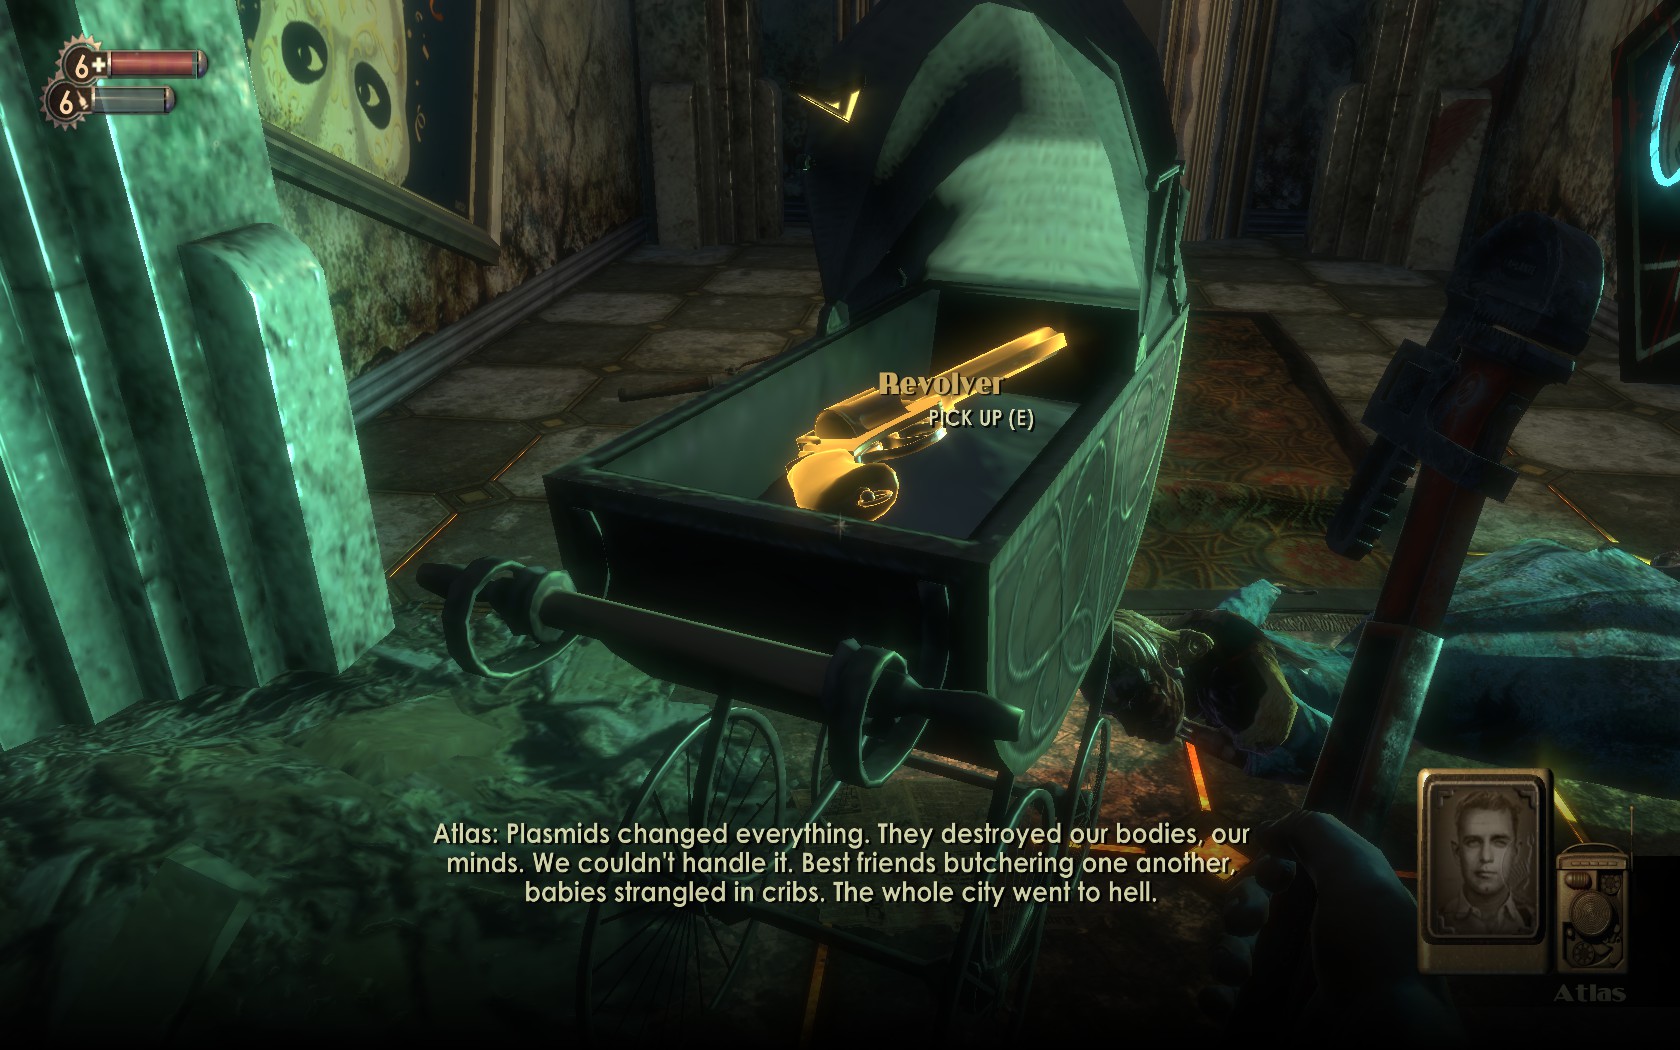 6
6
Revolver
PICK UP (E)
Atlas: Plasmids changed everything. They destroyed our bodies, our
minds. We couldn't handle it. Best friends butchering one another,
babies strangled in cribs. The whole city went to hell.
Atlas